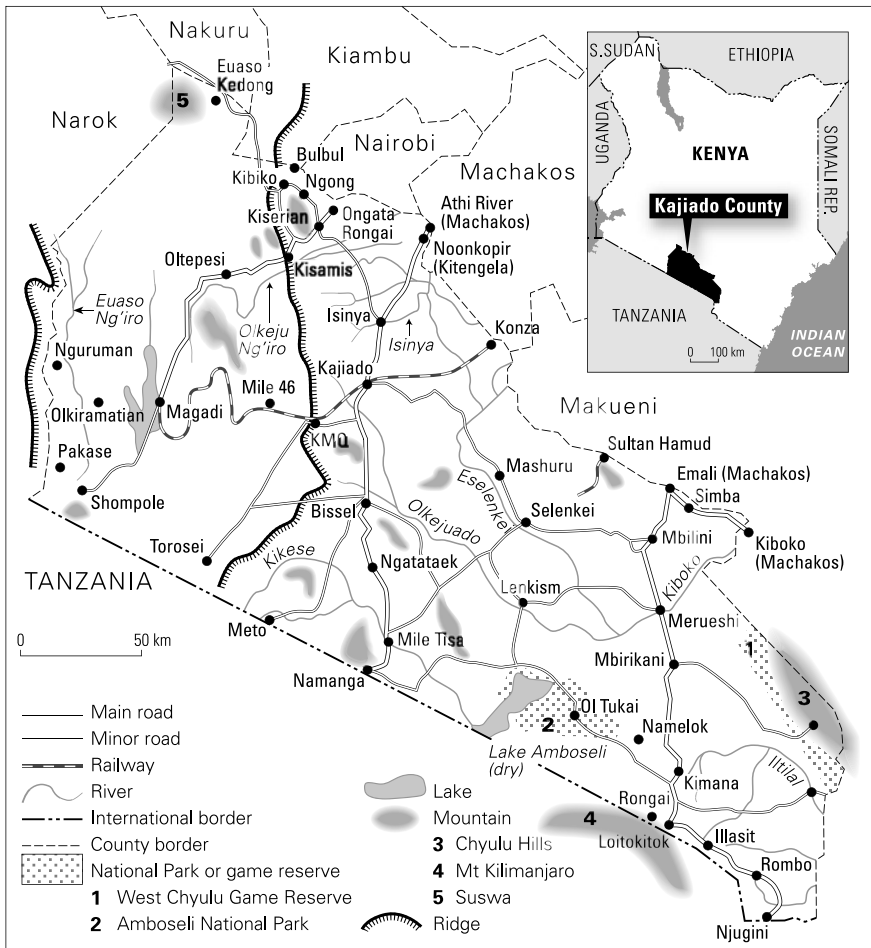 Nakuru
Kiambu
Euaso
Kedong
5
Narok
Nairobi
Bulbul
Machakos
Kibiko
Ngong
Kiserian
Ongata
Rongai
Athi River
(Machakos)
Noonkopir
(Kitengela)
Oltepesi
Kisamis
Euaso
Ng'iro
Olkeju
Ng'iro
Isinya
Isinya
Konza
Nguruman
Kajiado
Mile 46
Olkiramatian
Magadi
KMQ
Makueni
Sultan Hamud
Pakase
Mashuru
Emali (Machakos)
Simba
Shompole
Eselenke
Bissel
Olkejuado
Selenkei
Mbilini
Kiboko
(Machakos)
Torosei
Kikese
Ngatataek
Kiboko
TANZANIA
Lenkism
Merueshi
Meto
Mile Tisa
1
Mbirikani
Namanga
3
Ol Tukai
2
Namelok
Lake Amboseli
(dry)
Iltilal
Kimana
Rongai
4
Loitokitok
Illasit
Rombo
Njugini
S.SUDAN
ETHIOPIA
UGANDA
KENYA
SOMALI REP.
Kajiado County
TANZANIA
INDIAN
OCEAN
0 100 km
0 50 km
Main road
Minor road
Railway
River
International border
County border
National Park or game reserve
1 West Chyulu Game Reserve
2 Amboseli National Park
Lake
Mountain
3 Chyulu Hills
4 Mt Kilimanjaro
5 Suswa
Ridge